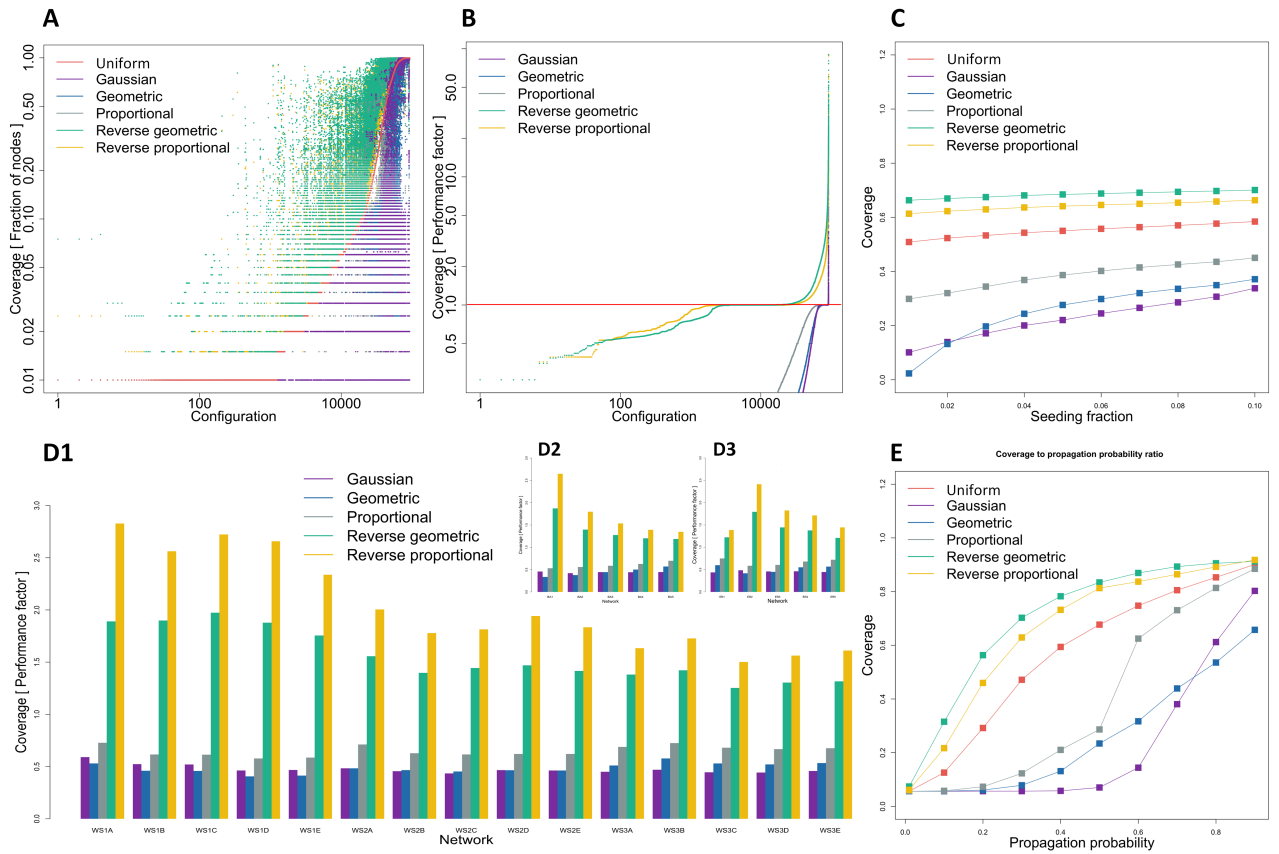 A
Coverage [ Fraction of nodes ]
1.00
0.50
0.20
0.10
0.05
0.02
0.01
Uniform
Gaussian
Geometric
Proportional
Reverse geometric
Reverse proportional
1
100
10000
Configuration
B
Coverage [ Performance factor ]
50.0
10.0
5.0
2.0
1.0
0.5
Gaussian
Geometric
Proportional
Reverse geometric
Reverse proportional
1
100
10000
Configuration
C
Coverage
1.2
1.0
0.8
0.6
0.4
0.2
0.0
Uniform
Gaussian
Geometric
Proportional
Reverse geometric
Reverse proportional
0.02
0.04
0.06
0.08
0.10
Seeding fraction
D1
Coverage [ Performance factor ]
3.0
2.5
2.0
1.5
1.0
0.5
0.0
Gaussian
Geometric
Proportional
Reverse geometric
Reverse proportional
WS1A
WS1B
WS1C
WS1D
WS1E
WS2A
WS2B
WS2C
WS2D
WS2E
WS3A
WS3B
WS3C
WS3D
WS3E
Network
D2
Coverage [ Performance factor ]
Network
D3
Coverage [ Performance factor ]
Network
E
Coverage to propagation probability ratio
Coverage
1.2
1.0
0.8
0.6
0.4
0.2
0.0
Uniform
Gaussian
Geometric
Proportional
Reverse geometric
Reverse proportional
0.0
0.2
0.4
0.6
0.8
Propagation probability